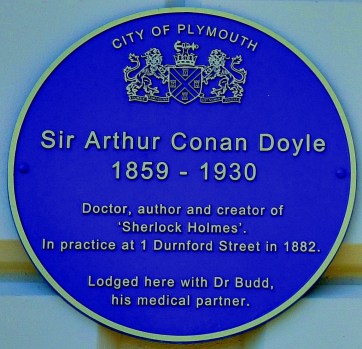 CITY OF PLYMOUTH
Sir Arthur Conan Doyle
1859 - 1930
Doctor, author and creator of
'Sherlock Holmes'.
In practice at 1 Durnford Street in 1882.
Lodged here with Dr Budd,
his medical partner.